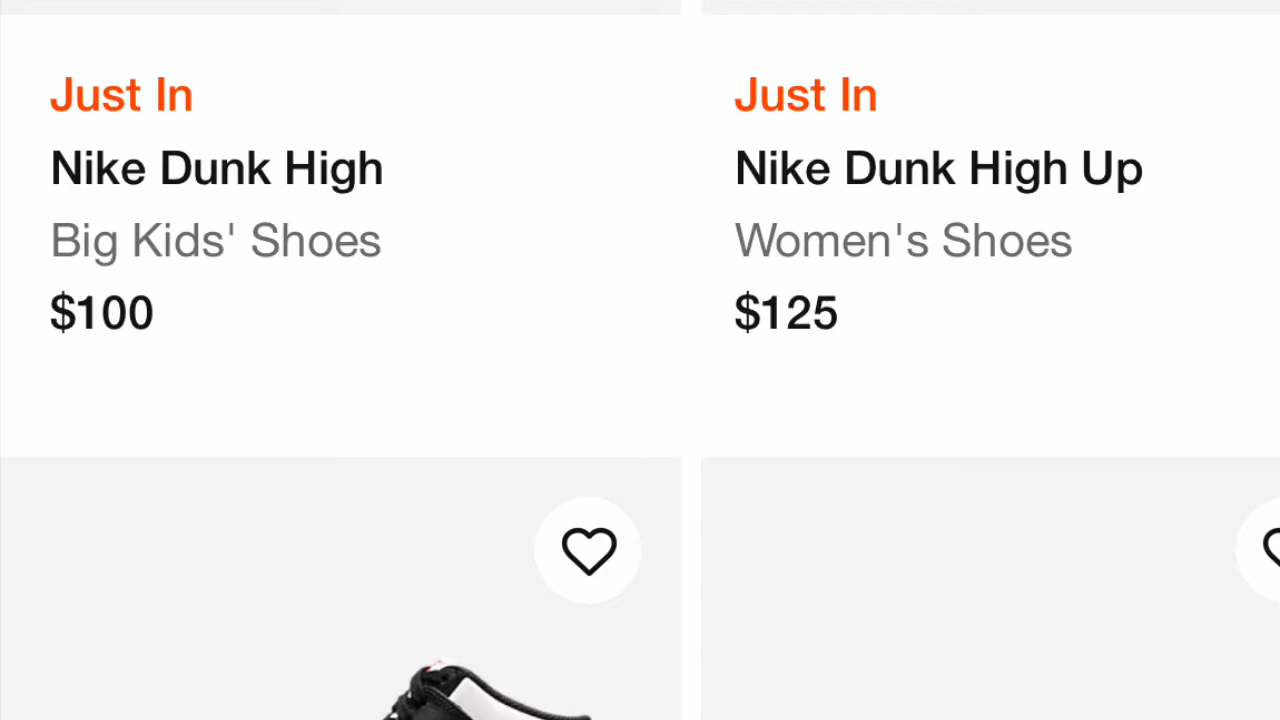 Just In
Nike Dunk High
Big Kids' Shoes
$100
Just In
Nike Dunk High Up
Women's Shoes
$125